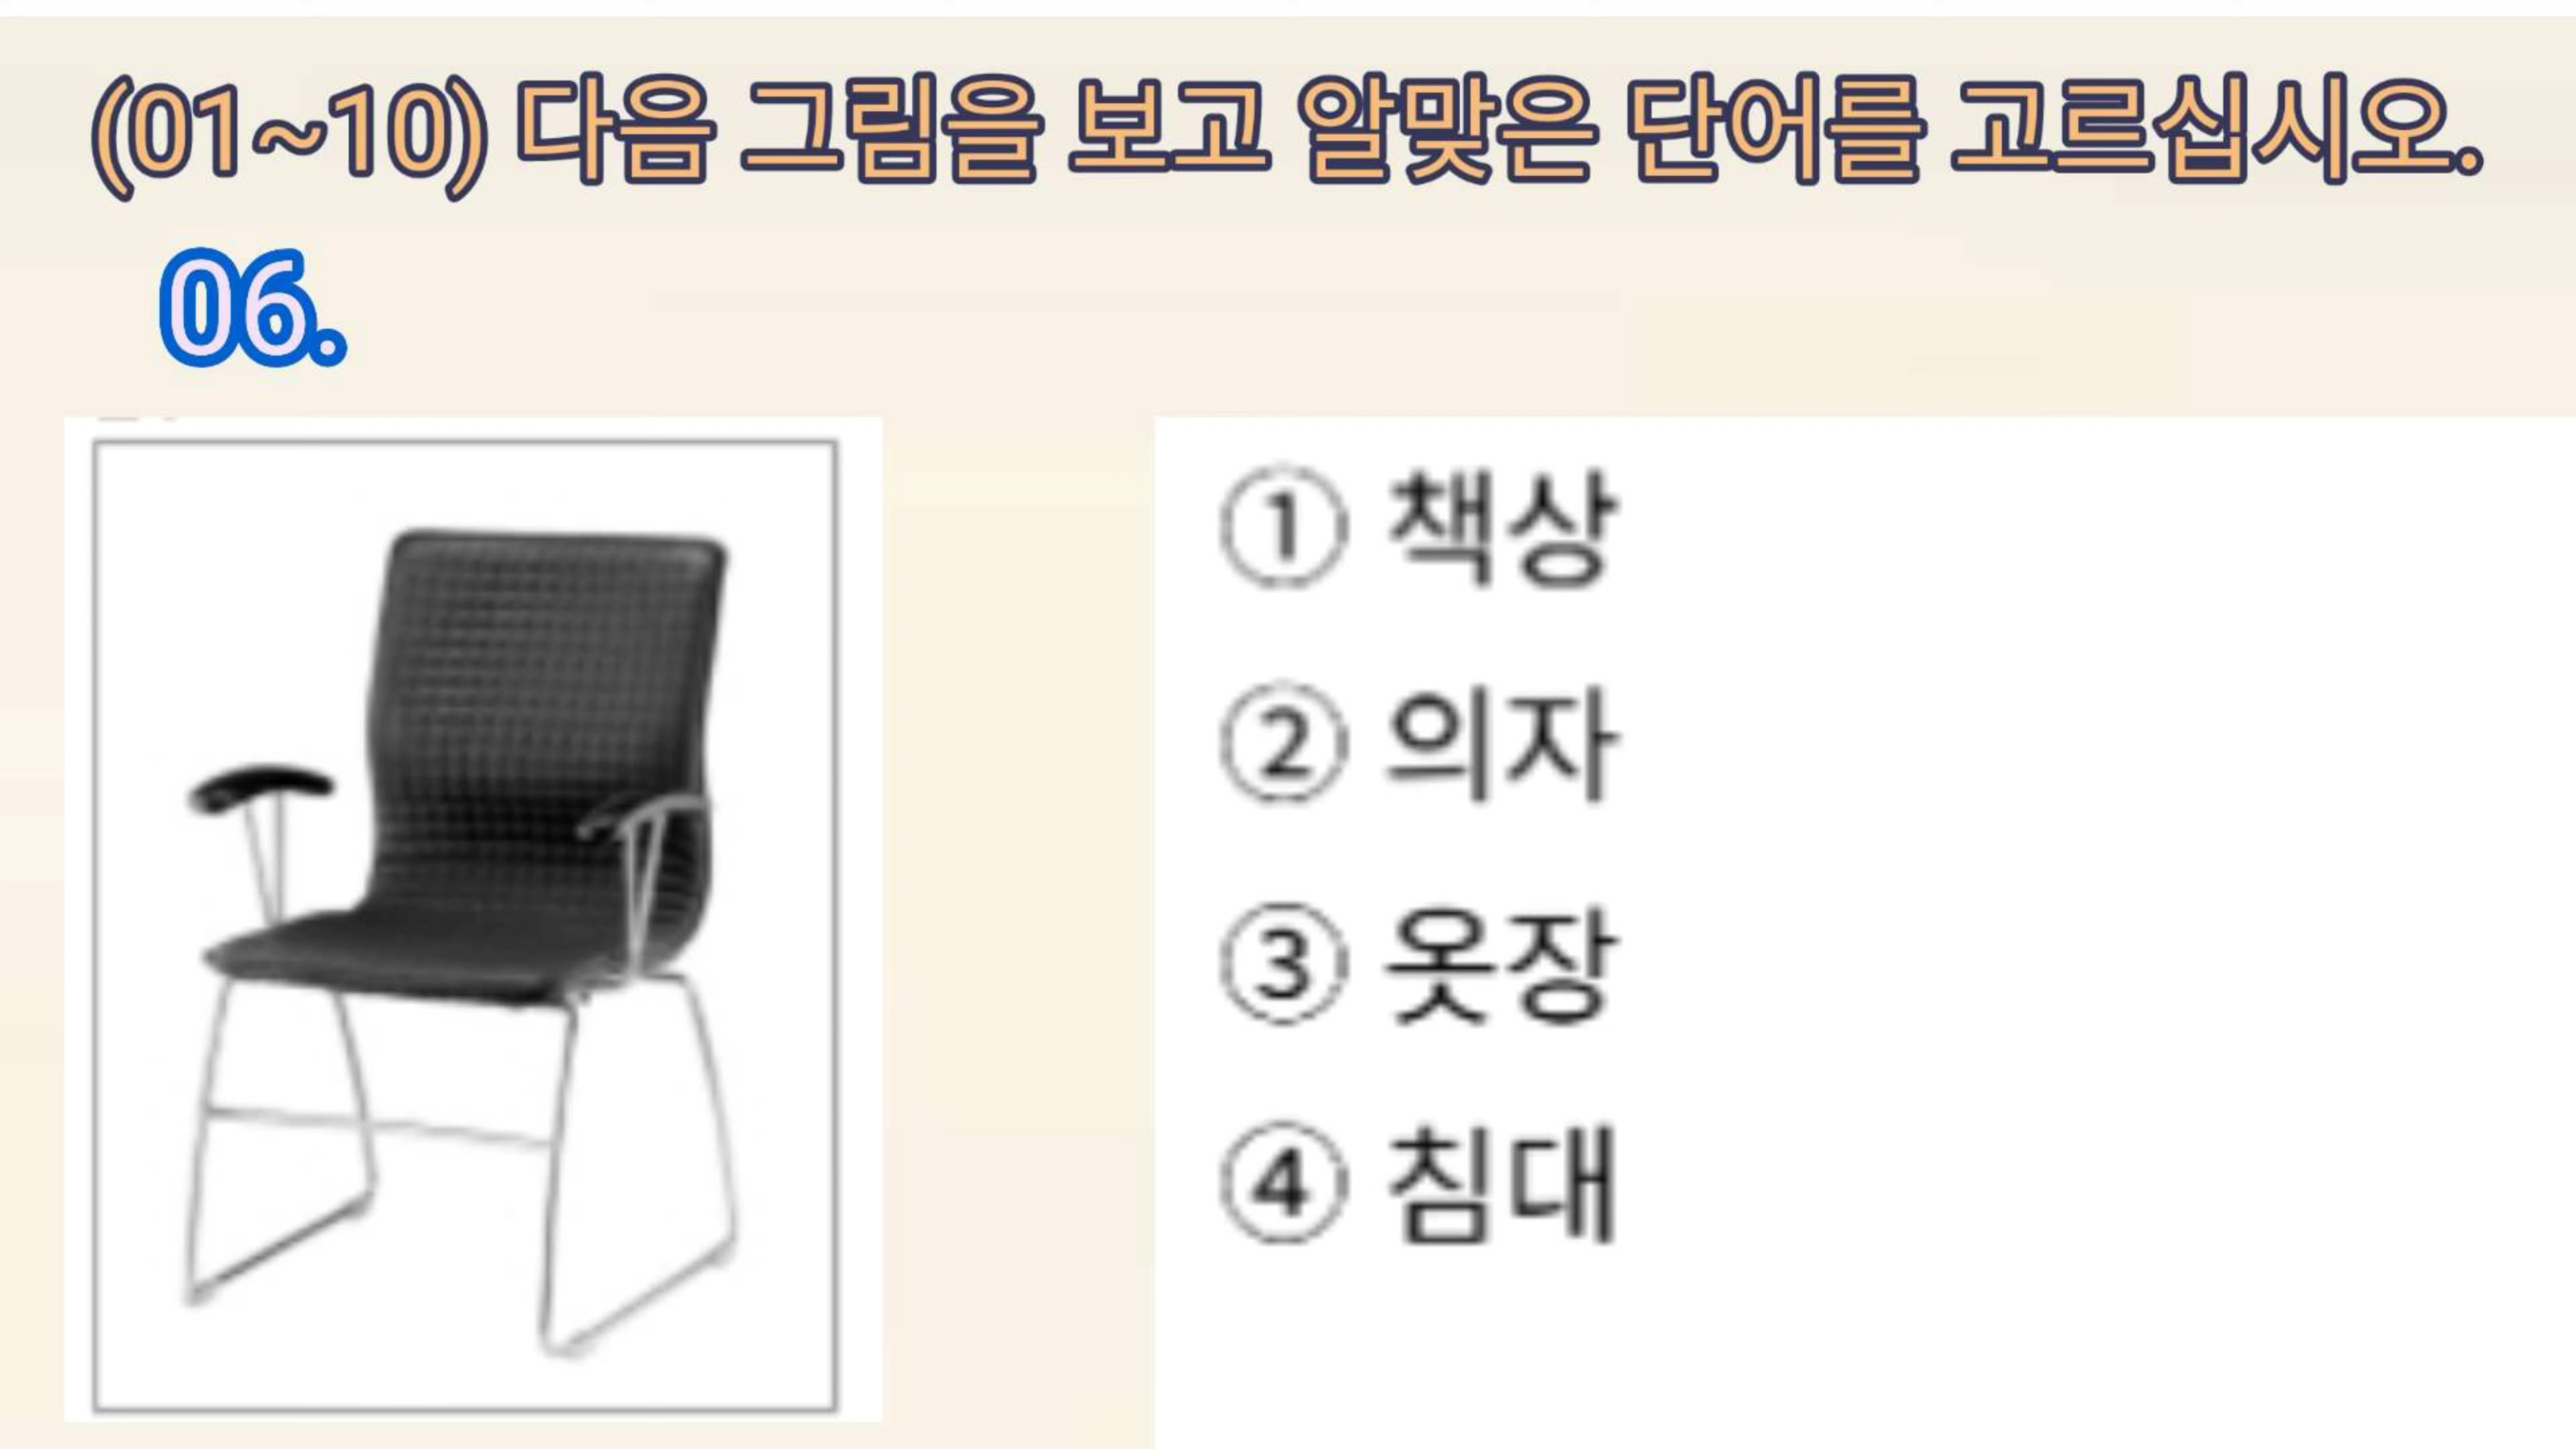 (01~10) 다음 그림을 보고 알맞은 단어를 고르십시오.
06.
① 책상
② 의자
③ 옷장
④ 침대